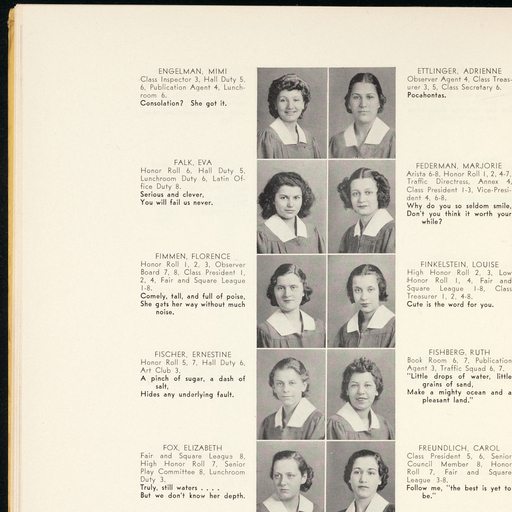 ENGELMAN, MIMI
Class Inspector 3, Hall Duty 5,
6, Publication Agent 4, Lunch-
room 6.
Consolation? She got it.
FALK, EVA
Honor Roll 6, Hall Duty 5,
Lunchroom Duty 6, Latin Of-
fice Duty 8.
Serious and clever,
You will fail us never.
FIMMEN, FLORENCE
Honor Roll 1, 2, 3, Observer
Board 7, 8, Class President 1,
2, 4, Fair and Square League
1-8.
Comely, tall, and full of poise,
She gets her way without much
noise.
FISCHER, ERNESTINE
Honor Roll 5, 7, Hall Duty 6,
Art Club 3.
A pinch of sugar, a dash of
salt,
Hides any underlying fault.
FOX, ELIZABETH
Fair and Square League 8,
High Honor Roll 7, Senior
Play Committee 8, Lunchroom
Duty 3.
Truly, still waters . . . .
But we don't know her depth.
ETTLINGER, ADRIENNE
Observer Agent 4, Class Treas-
urer 3, 5, Class Secretary 6.
Pocahontas.
FEDERMAN, MARJORIE
Arista 6-8, Honor Roll 1, 2, 4-7,
Traffic Directress, Annex 4,
Class President 1-3, Vice-Presi-
dent 4, 6-8.
Why do you so seldom smile,
Don't you think it worth your
while?
FINKELSTEIN, LOUISE
High Honor Roll 2, 3, Low
Honor Roll 1, 4, Fair and
Square League 1-8, Class
Treasurer 1, 2, 4-8.
Cute is the word for you.
FISHBERG, RUTH
Book Room 6, 7, Publication
Agent 3, Traffic Squad 6, 7.
"Little drops of water, little
grains of sand,
Make a mighty ocean and a
pleasant land."
FREUNDLICH, CAROL
Class President 5, 6, Senior
Council Member 8, Honor
Roll 7, Fair and Square
League 3-8.
Follow me, "the best is yet to
be."